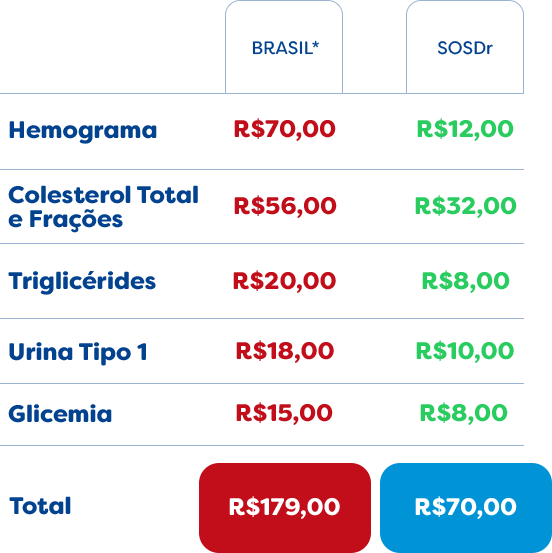 BRASIL* SOSDr
Hemograma R$70,00 R$12,00
Colesterol Total
e Frações R$56,00 R$32,00
Triglicérides R$20,00 R$8,00
Urina Tipo 1 R$18,00 R$10,00
Glicemia R$15,00 R$8,00
Total R$179,00 R$70,00